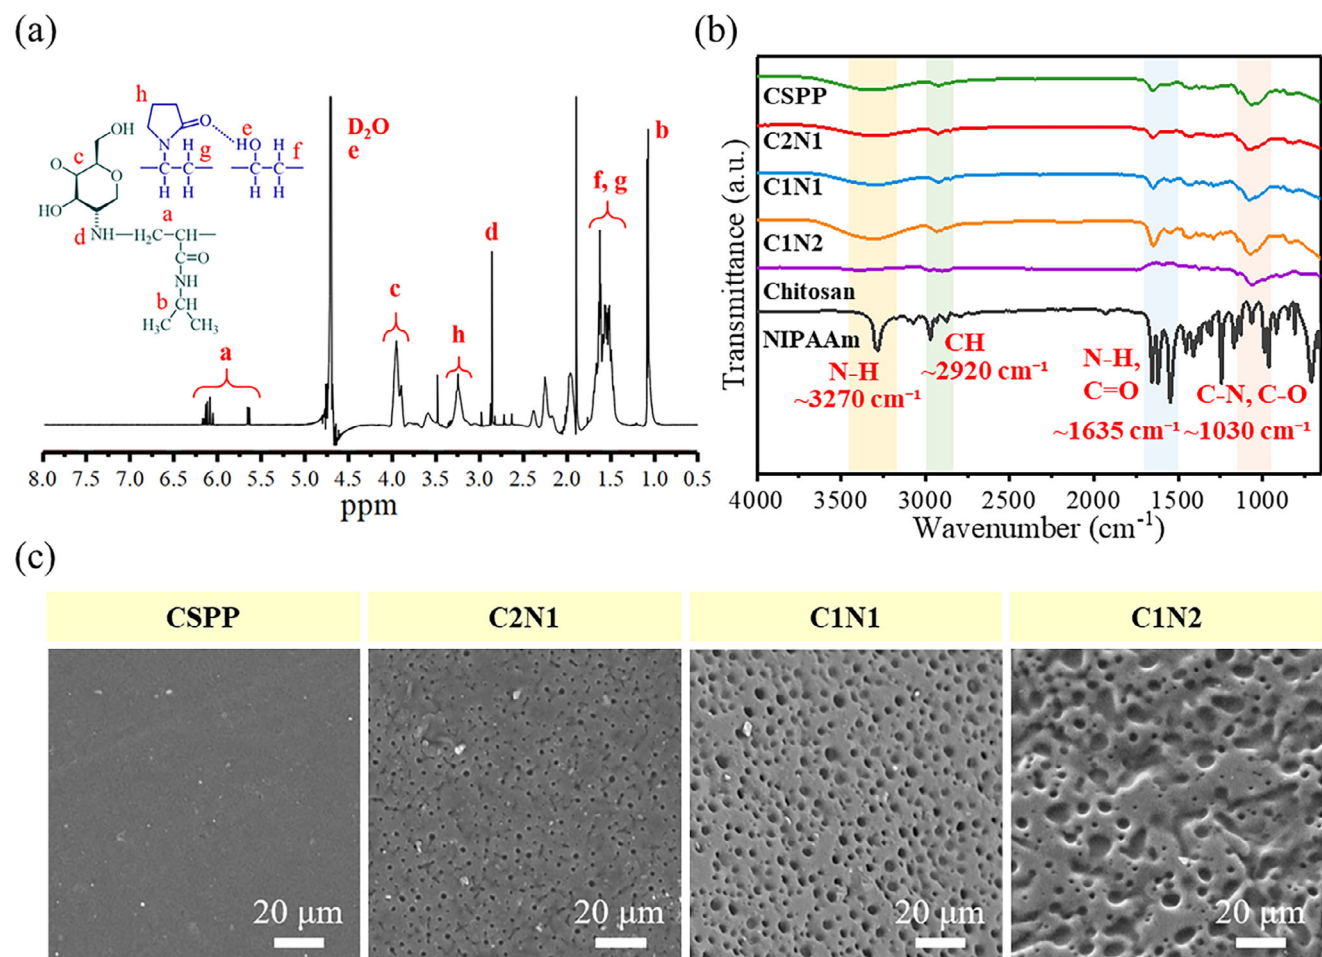 (a)
h
O
e
OH
HO
H
H
g
f
c
N
C
C
C
C
H
H
H
H
O
O
a
HO
d
NH
H₂C
CH
C=O
NH
b
CH
H₃C
CH₃
D₂O
e
b
f, g
d
c
h
a
8.0 7.5 7.0 6.5 6.0 5.5 5.0 4.5 4.0 3.5 3.0 2.5 2.0 1.5 1.0 0.5
ppm
(b)
Transmittance (a.u.)
CSPP
C2N1
C1N1
C1N2
Chitosan
NIPAAm
N-H
~3270 cm⁻¹
CH
~2920 cm⁻¹
N-H,
C=O
~1635 cm⁻¹
C-N, C-O
~1030 cm⁻¹
4000 3500 3000 2500 2000 1500 1000
Wavenumber (cm⁻¹)
(c)
CSPP
C2N1
C1N1
C1N2
20 μm
20 μm
20 μm
20 μm